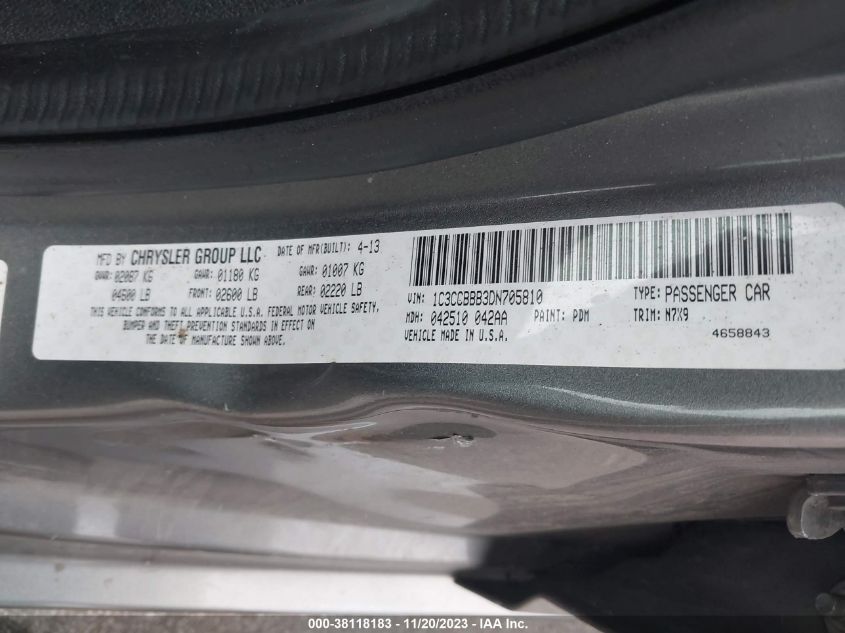 MFD BY CHRYSLER GROUP LLC DATE OF MFR(BUILT): 4-13
GVWR: 02087 KG GAWR: 01180 KG GAWR: 01007 KG
04600 LB FRONT: 02600 LB REAR: 02220 LB
THIS VEHICLE CONFORMS TO ALL APPLICABLE U.S.A. FEDERAL MOTOR VEHICLE SAFETY,
BUMPER AND THEFT PREVENTION STANDARDS IN EFFECT ON
THE DATE OF MANUFACTURE SHOWN ABOVE.
VIN: 1C3CCBBB3DN705810 TYPE: PASSENGER CAR
MDH: 042510 042AA PAINT: PDM TRIM: N7X9
VEHICLE MADE IN U.S.A. 4658843
000-38118183 - 11/20/2023 - IAA Inc.